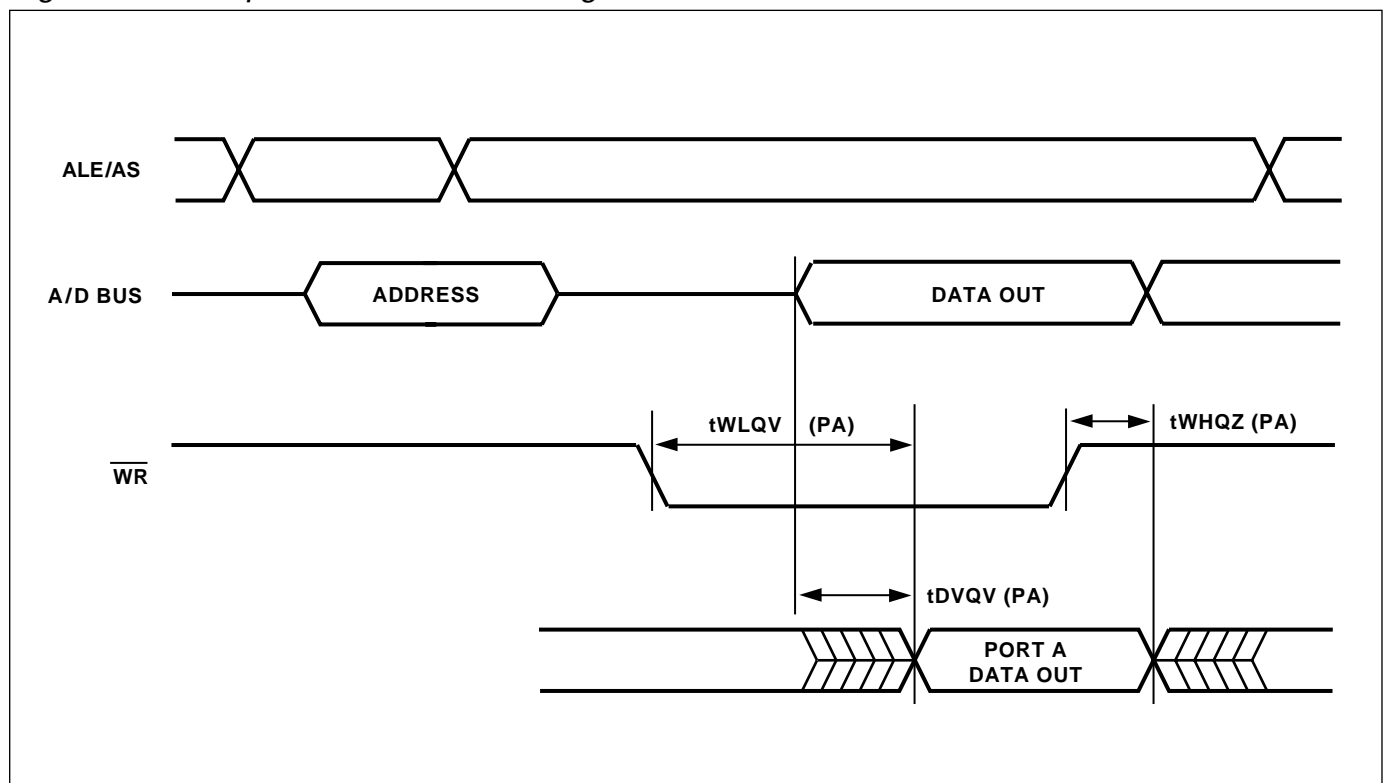 ALE/AS
A/D BUS
ADDRESS
DATA OUT
tWLQV (PA)
tWHQZ (PA)
WR
tDVQV (PA)
PORT A
DATA OUT